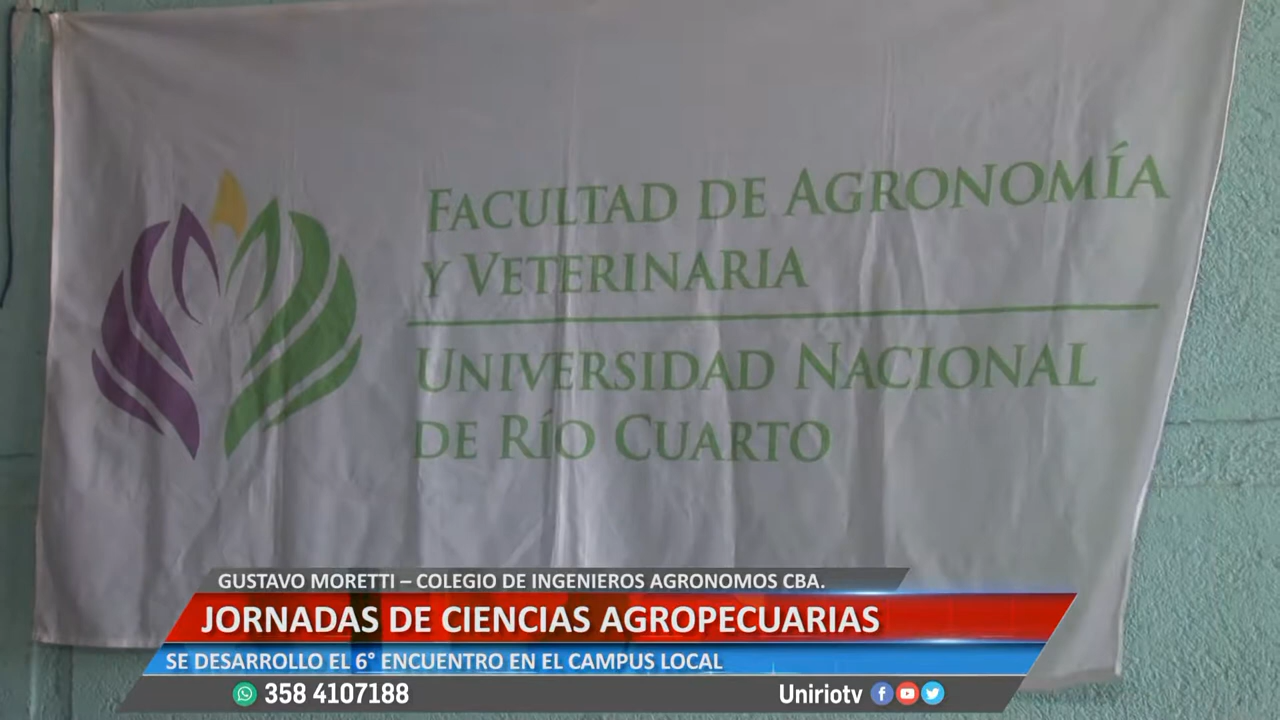 FACULTAD DE AGRONOMÍA
Y VETERINARIA
UNIVERSIDAD NACIONAL
DE RÍO CUARTO
GUSTAVO MORETTI – COLEGIO DE INGENIEROS AGRONOMOS CBA.
JORNADAS DE CIENCIAS AGROPECUARIAS
SE DESARROLLO EL 6° ENCUENTRO EN EL CAMPUS LOCAL
358 4107188
Uniriotv